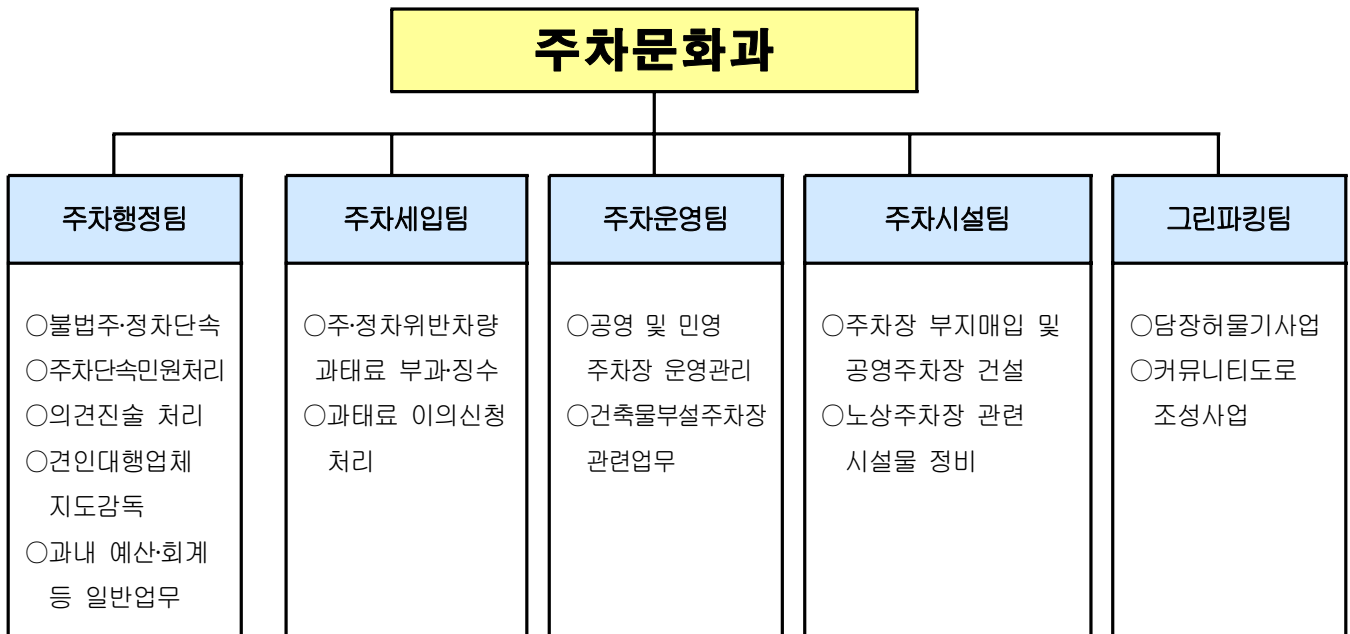 주차문화과
주차행정팀
○불법주·정차단속
○주차단속민원처리
○의견진술 처리
○견인대행업체
지도감독
○과내 예산·회계
등 일반업무
주차세입팀
○주·정차위반차량
과태료 부과·징수
○과태료 이의신청
처리
주차운영팀
○공영 및 민영
주차장 운영관리
○건축물부설주차장
관련업무
주차시설팀
○주차장 부지매입 및
공영주차장 건설
○노상주차장 관련
시설물 정비
그린파킹팀
○담장허물기사업
○커뮤니티도로
조성사업